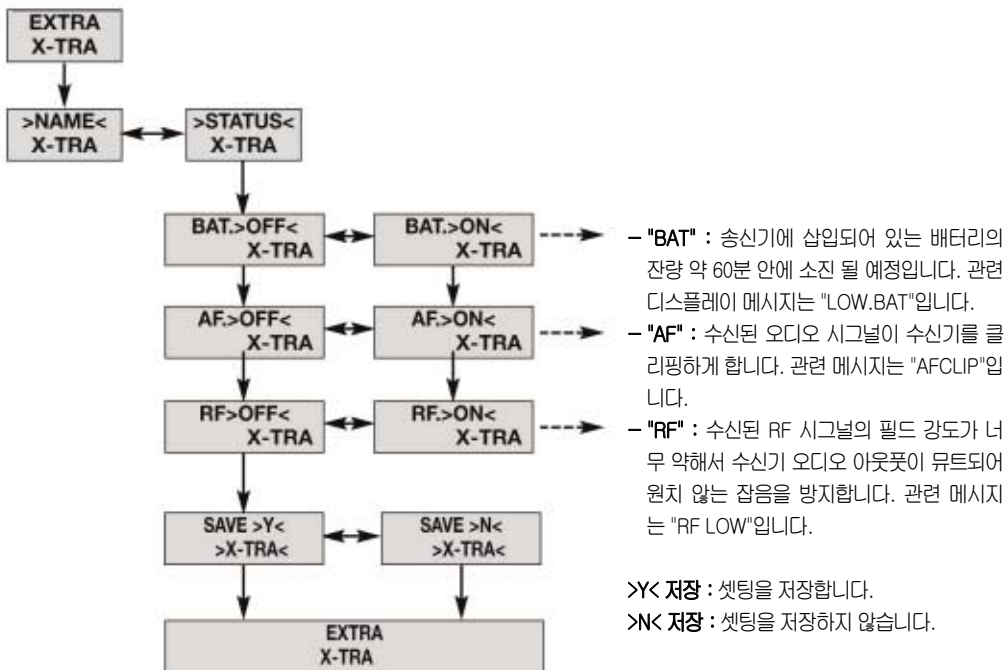 EXTRA
X-TRA
>NAME<
X-TRA
>STATUS<
X-TRA
BAT.>OFF<
X-TRA
BAT.>ON<
X-TRA
AF.>OFF<
X-TRA
AF.>ON<
X-TRA
RF>OFF<
X-TRA
RF.>ON<
X-TRA
SAVE >Y<
>X-TRA<
SAVE >N<
>X-TRA<
EXTRA
X-TRA
– "BAT" : 송신기에 삽입되어 있는 배터리의
잔량 약 60분 안에 소진 될 예정입니다. 관련
디스플레이 메시지는 "LOW.BAT"입니다.
– "AF" : 수신된 오디오 시그널이 수신기를 클
리핑하게 합니다. 관련 메시지는 "AFCLIP"입
니다.
– "RF" : 수신된 RF 시그널의 필드 강도가 너
무 약해서 수신기 오디오 아웃풋이 뮤트되어
원치 않는 잡음을 방지합니다. 관련 메시지
는 "RF LOW"입니다.
>Y< 저장 : 셋팅을 저장합니다.
>N< 저장 : 셋팅을 저장하지 않습니다.